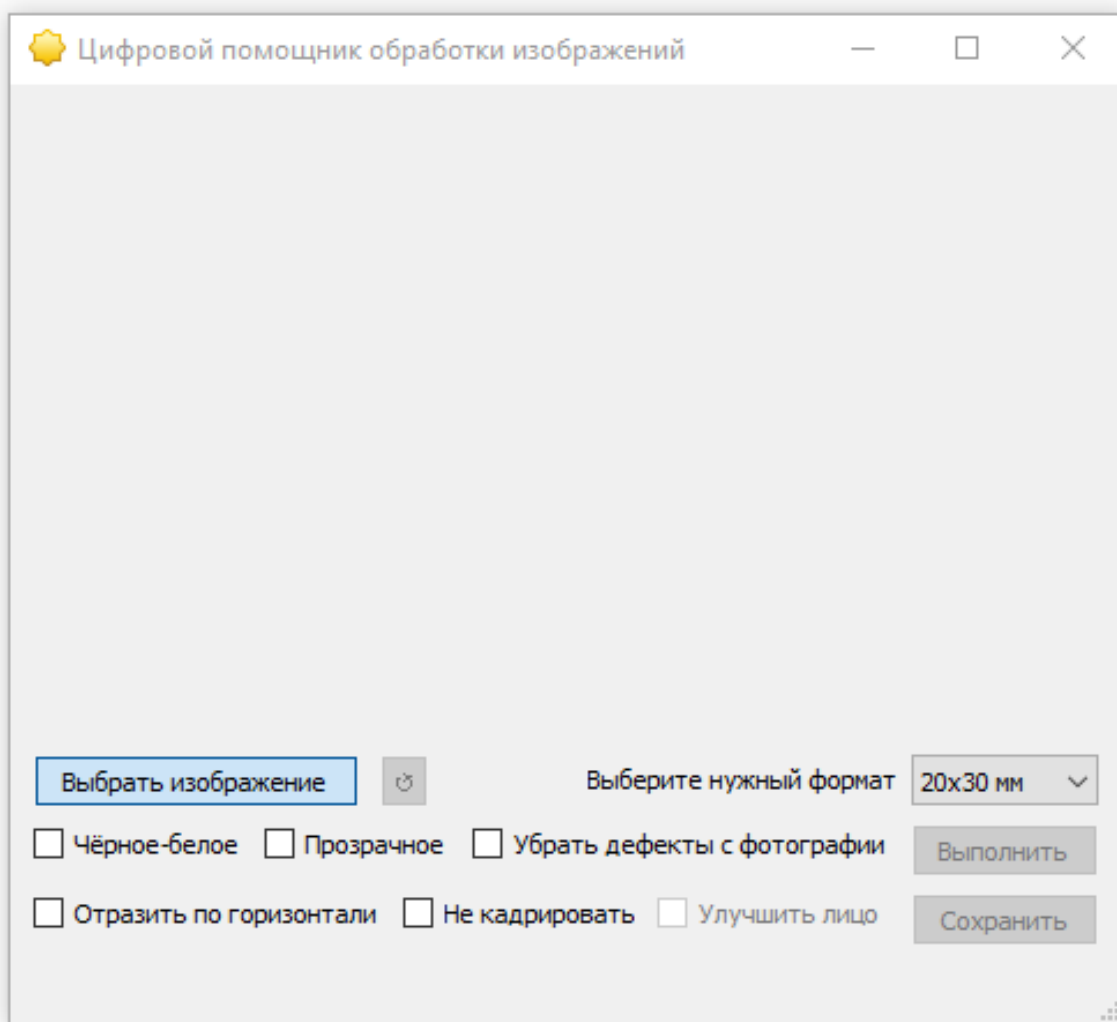 Цифровой помощник обработки изображений
Выбрать изображение Выберите нужный формат 20x30 мм
Чёрное-белое Прозрачное Убрать дефекты с фотографии Выполнить
Отразить по горизонтали Не кадрировать Улучшить лицо Сохранить